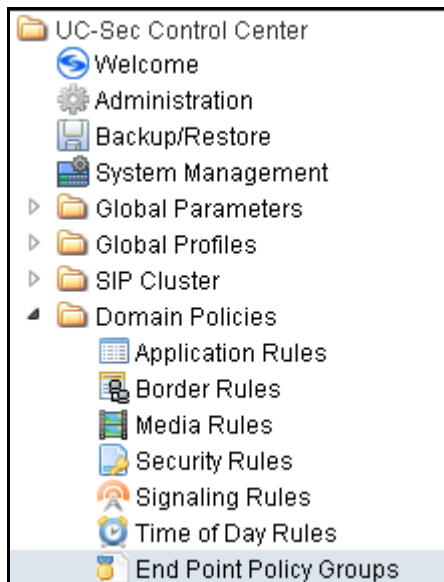 UC-Sec Control Center
Welcome
Administration
Backup/Restore
System Management
Global Parameters
Global Profiles
SIP Cluster
Domain Policies
Application Rules
Border Rules
Media Rules
Security Rules
Signaling Rules
Time of Day Rules
End Point Policy Groups